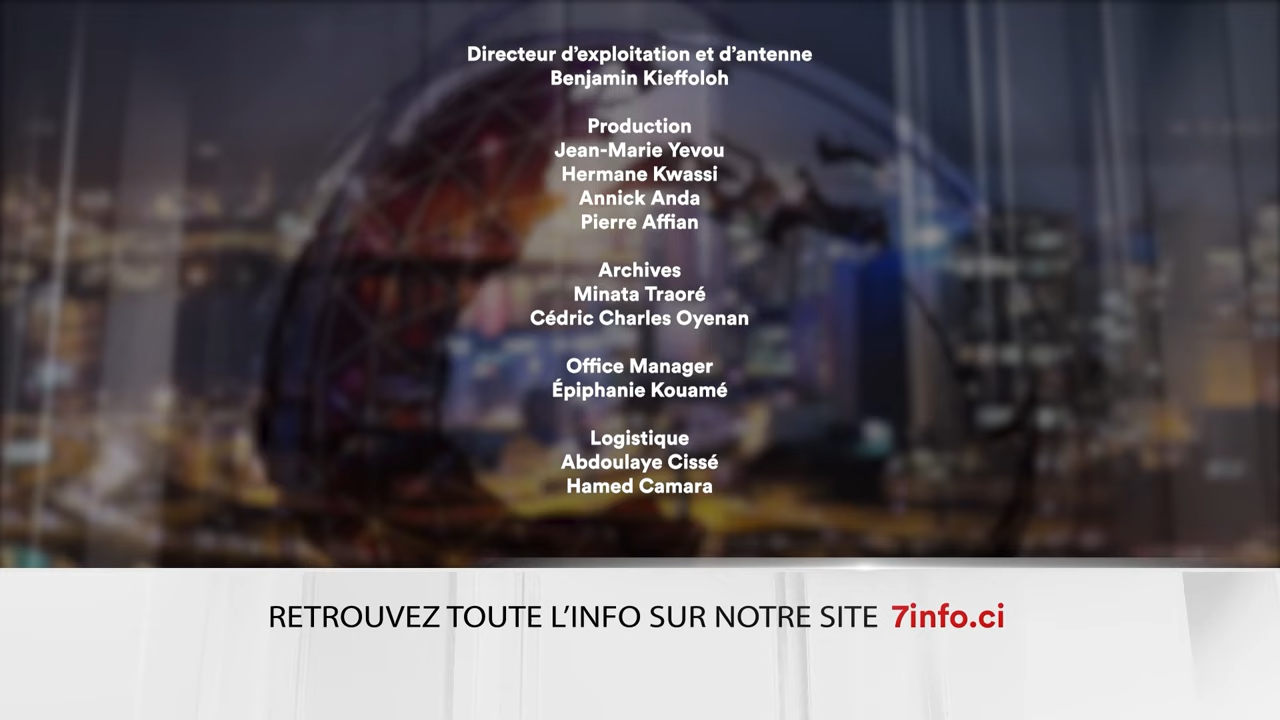 Directeur d’exploitation et d’antenne
Benjamin Kieffoloh
Production
Jean-Marie Yevou
Hermane Kwassi
Annick Anda
Pierre Affian
Archives
Minata Traoré
Cédric Charles Oyenan
Office Manager
Épiphanie Kouamé
Logistique
Abdoulaye Cissé
Hamed Camara
RETROUVEZ TOUTE L’INFO SUR NOTRE SITE 7info.ci